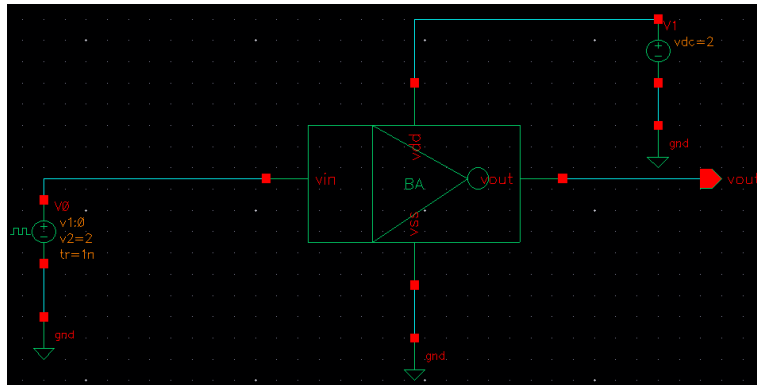 V1
vdc=2
gnd
vdd
vin
BA
vout
vout
vss
V0
v1:0
v2=2
tr=1n
gnd
gnd